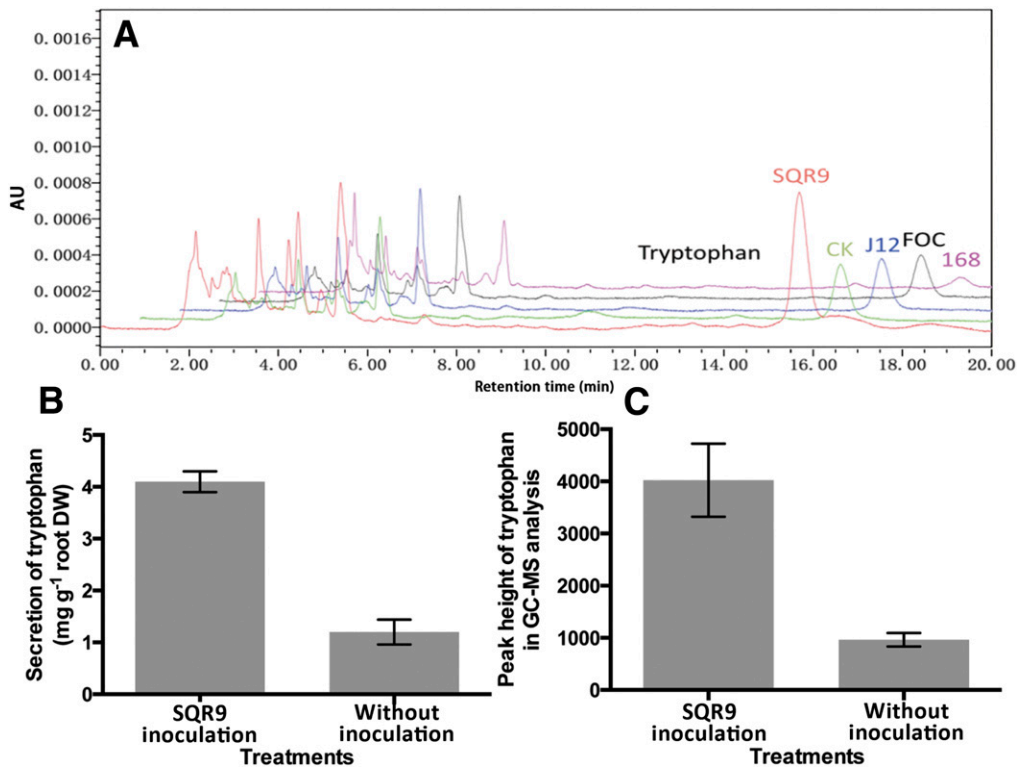 A
AU
0. 0016
0. 0014
0. 0012
0. 0010
0. 0008
0. 0006
0. 0004
0. 0002
0. 0000
SQR9
Tryptophan
CK
J12
FOC
168
0. 00
2. 00
4. 00
6. 00
8. 00
10. 00
12. 00
14. 00
16. 00
18. 00
20. 00
Retention time (min)
B
Secretion of tryptophan
(mg g⁻¹ root DW)
5
4
3
2
1
0
SQR9
inoculation
Without
inoculation
Treatments
C
Peak height of tryptophan
in GC-MS analysis
5000
4000
3000
2000
1000
0
SQR9
inoculation
Without
inoculation
Treatments